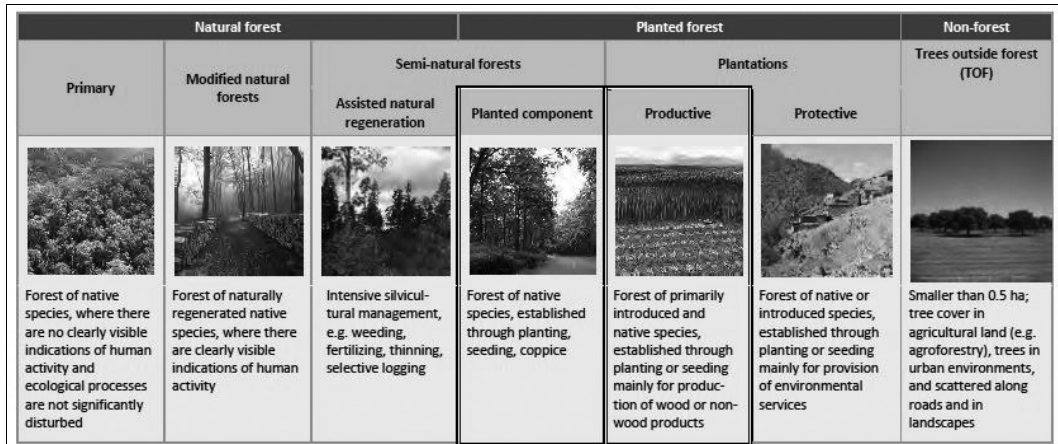 Natural forest
Planted forest
Non-forest
Primary
Modified natural
forests
Semi-natural forests
Plantations
Trees outside forest
(TOF)
Assisted natural
regeneration
Planted component
Productive
Protective
Forest of native
species, where there
are no clearly visible
indications of human
activity and
ecological processes
are not significantly
disturbed
Forest of naturally
regenerated native
species, where there
are clearly visible
indications of human
activity
Intensive silvicul-
tural management,
e.g. weeding,
fertilizing, thinning,
selective logging
Forest of native
species, established
through planting,
seeding, coppice
Forest of primarily
introduced and
native species,
established through
planting or seeding
mainly for produc-
tion of wood or non-
wood products
Forest of native or
introduced species,
established through
planting or seeding
mainly for provision
of environmental
services
Smaller than 0.5 ha;
tree cover in
agricultural land (e.g.
agroforestry), trees in
urban environments,
and scattered along
roads and in
landscapes